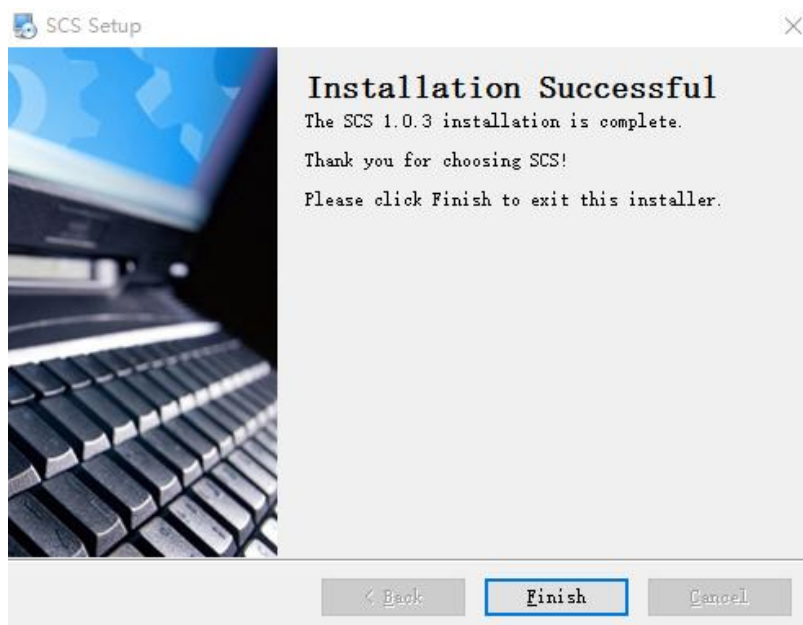 SCS Setup
Installation Successful
The SCS 1.0.3 installation is complete.
Thank you for choosing SCS!
Please click Finish to exit this installer.
< Back
Finish
Cancel